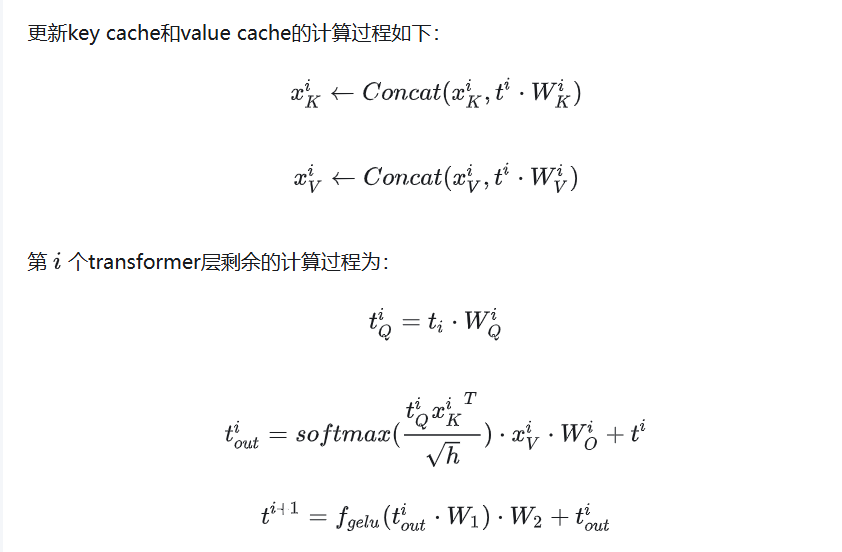 更新key cache和value cache的计算过程如下：
$x_K^i \leftarrow Concat(x_K^i, t^i \cdot W_K^i)$
$x_V^i \leftarrow Concat(x_V^i, t^i \cdot W_V^i)$
第 $i$ 个transformer层剩余的计算过程为：
$t_Q^i = t_i \cdot W_Q^i$
$t_{out}^i = softmax(\frac{t_Q^i {x_K^i}^T}{\sqrt{h}}) \cdot x_V^i \cdot W_O^i + t^i$
$t^{i+1} = f_{gelu}(t_{out}^i \cdot W_1) \cdot W_2 + t_{out}^i$